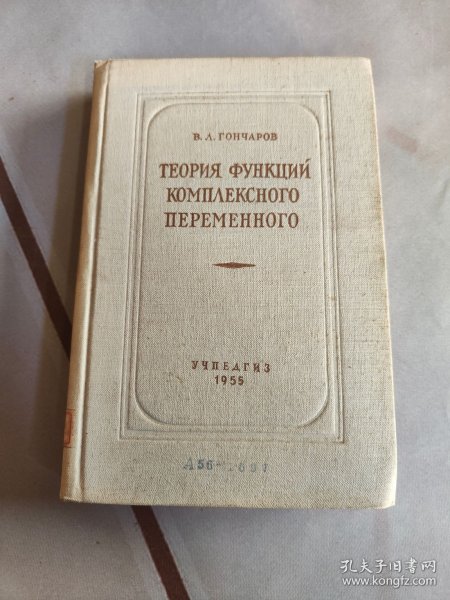 В. Л. ГОНЧАРОВ
ТЕОРИЯ ФУНКЦИЙ
КОМПЛЕКСНОГО
ПЕРЕМЕННОГО
УЧПЕДГИЗ
1955
孔夫子旧书网
www.kongfz.com